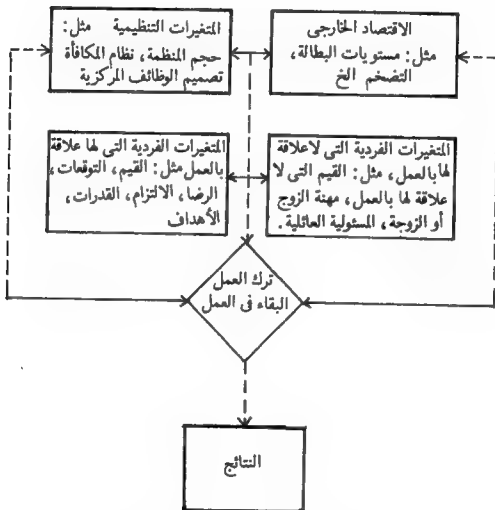 الاقتصاد الخارجى
مثل: مستويات البطالة،
التضخم الخ
المتغيرات التنظيمية مثل:
حجم المنظمة، نظام المكافأة
تصميم الوظائف المركزية
المتغيرات الفردية التى لاعلاقة
لها بالعمل، مثل: القيم التى لا
علاقة لها بالعمل، مهنة الزوج
أو الزوجة، المسئولية العائلية.
المتغيرات الفردية التى لها علاقة
بالعمل مثل: القيم، التوقعات،
الرضا، الالتزام، القدرات،
الأهداف
ترك العمل
البقاء فى العمل
النتائج